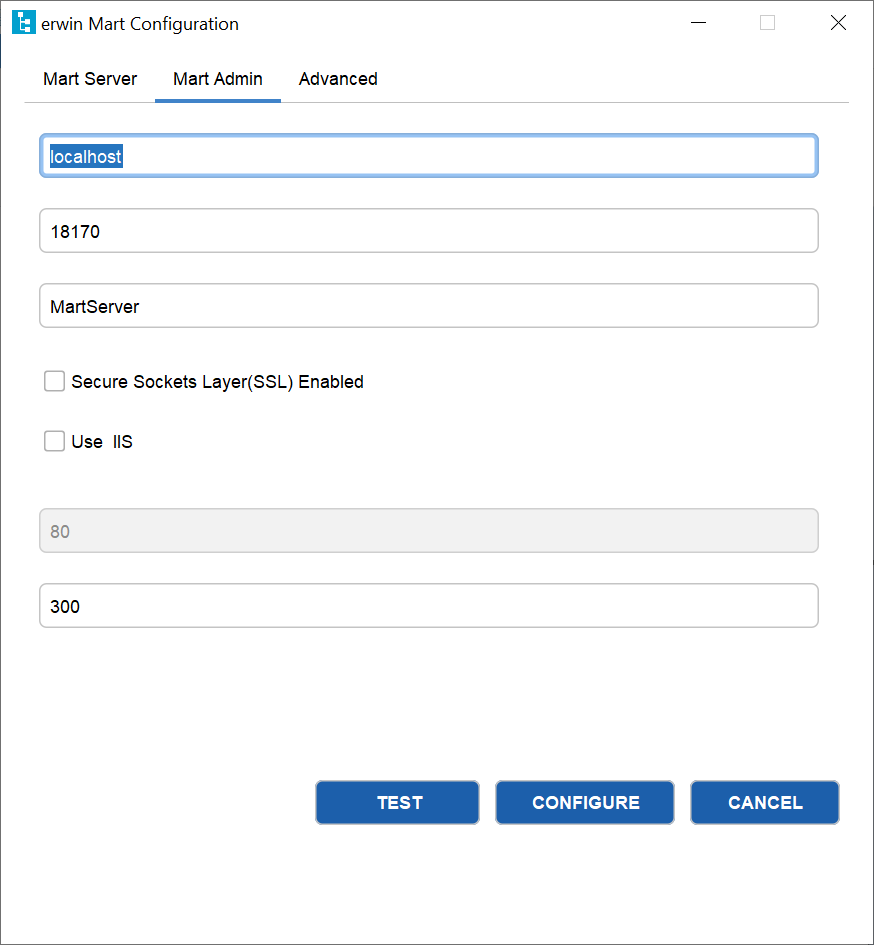 erwin Mart Configuration
Mart Server Mart Admin Advanced
localhost
18170
MartServer
Secure Sockets Layer(SSL) Enabled
Use  IIS
80
300
TEST CONFIGURE CANCEL